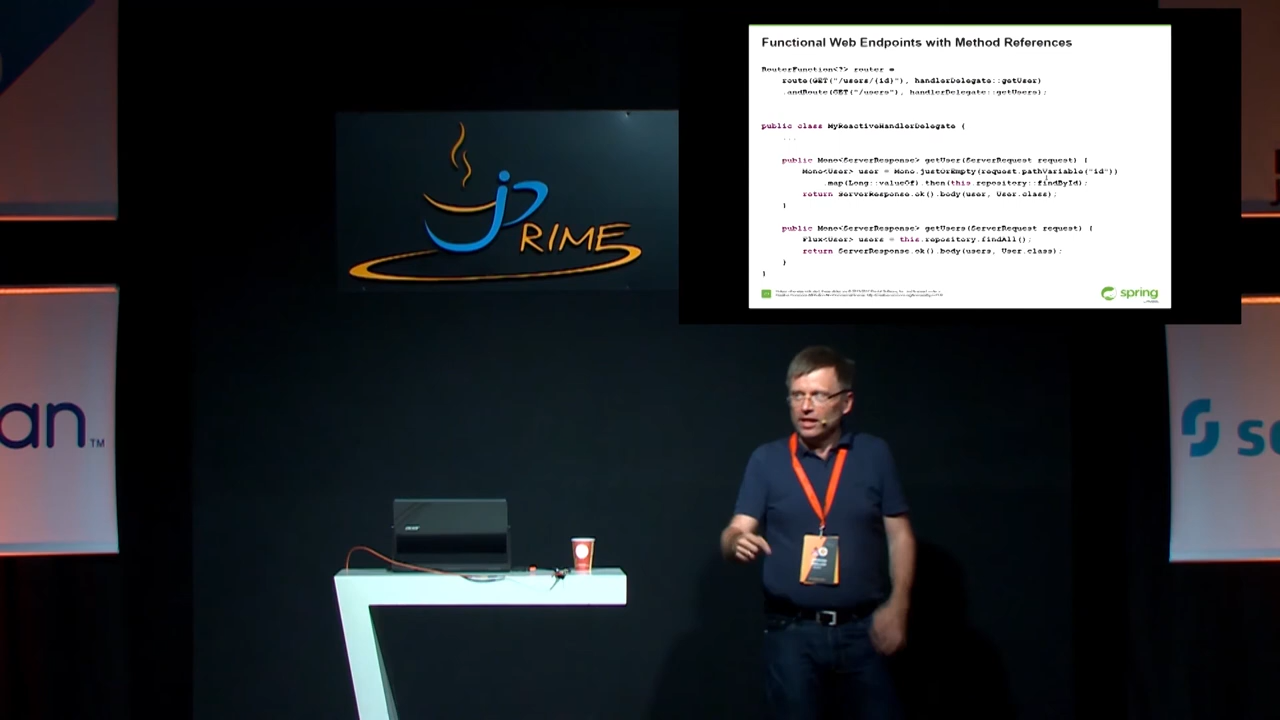 Functional Web Endpoints with Method References
RouterFunction<?> router =
route(GET("/users/{id}"), handlerDelegate::getUser)
.andRoute(GET("/users"), handlerDelegate::getUsers);
public class MyReactiveHandlerDelegate {
...
public Mono<ServerResponse> getUser(ServerRequest request) {
Mono<User> user = Mono.justOrEmpty(request.pathVariable("id"))
.map(Long::valueOf).then(this.repository::findById);
return ServerResponse.ok().body(user, User.class);
}
public Mono<ServerResponse> getUsers(ServerRequest request) {
Flux<User> users = this.repository.findAll();
return ServerResponse.ok().body(users, User.class);
}
}
spring
jPRIME
an™
acer